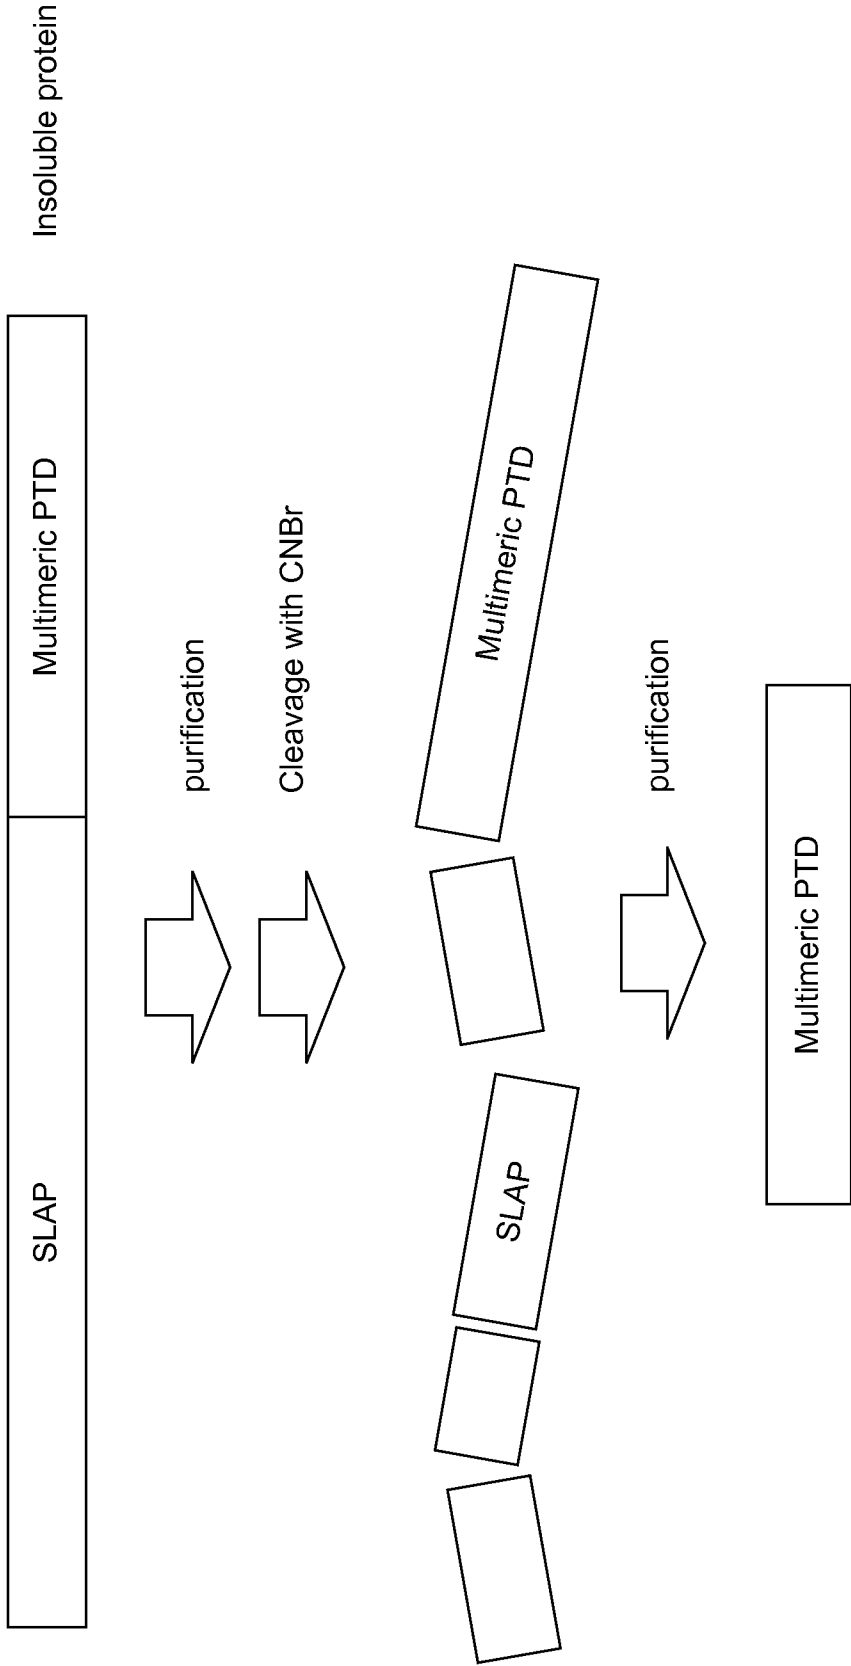 SLAP
Multimeric PTD
Insoluble protein
purification
Cleavage with CNBr
SLAP
Multimeric PTD
purification
Multimeric PTD